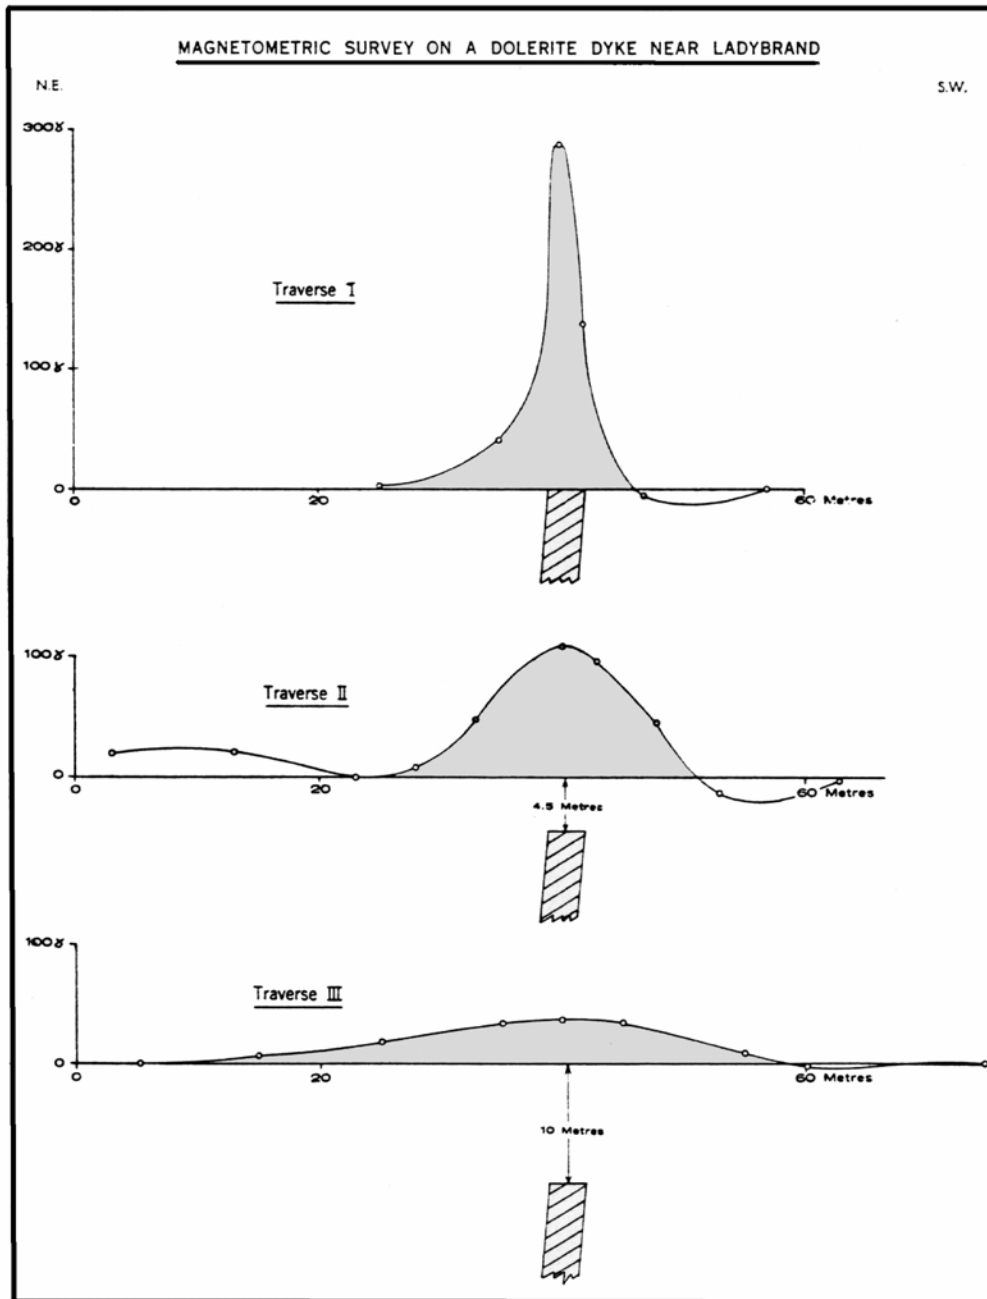 MAGNETOMETRIC SURVEY ON A DOLERITE DYKE NEAR LADYBRAND
N.E.
S.W.
300γ
200γ
Traverse I
100γ
0
0
20
60 Metres
100γ
Traverse II
0
0
20
60 Metres
4.5 Metres
100γ
Traverse III
0
0
20
60 Metres
10 Metres